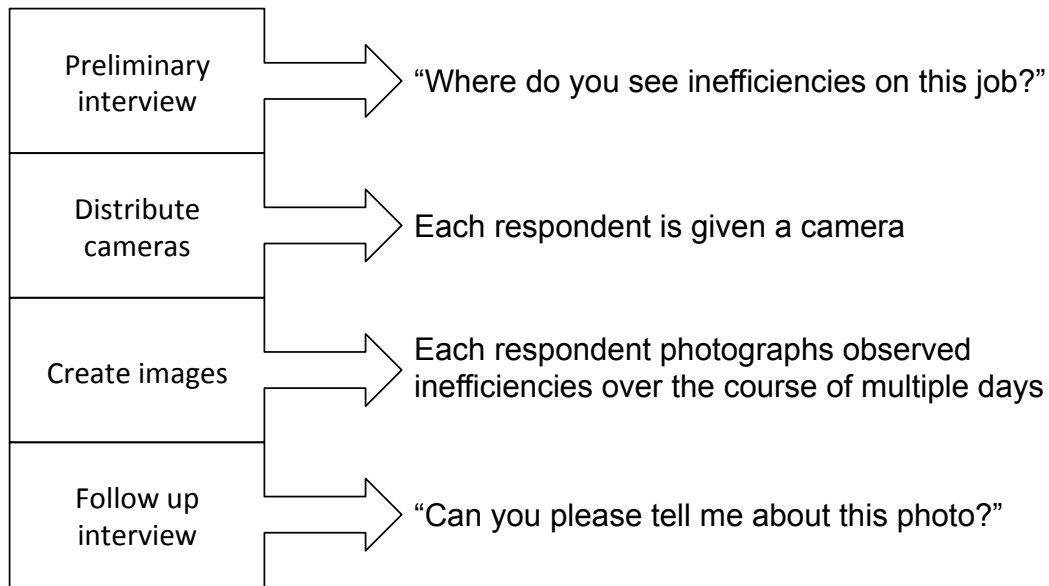 Preliminary
interview
“Where do you see inefficiencies on this job?”
Distribute
cameras
Each respondent is given a camera
Create images
Each respondent photographs observed
inefficiencies over the course of multiple days
Follow up
interview
“Can you please tell me about this photo?”